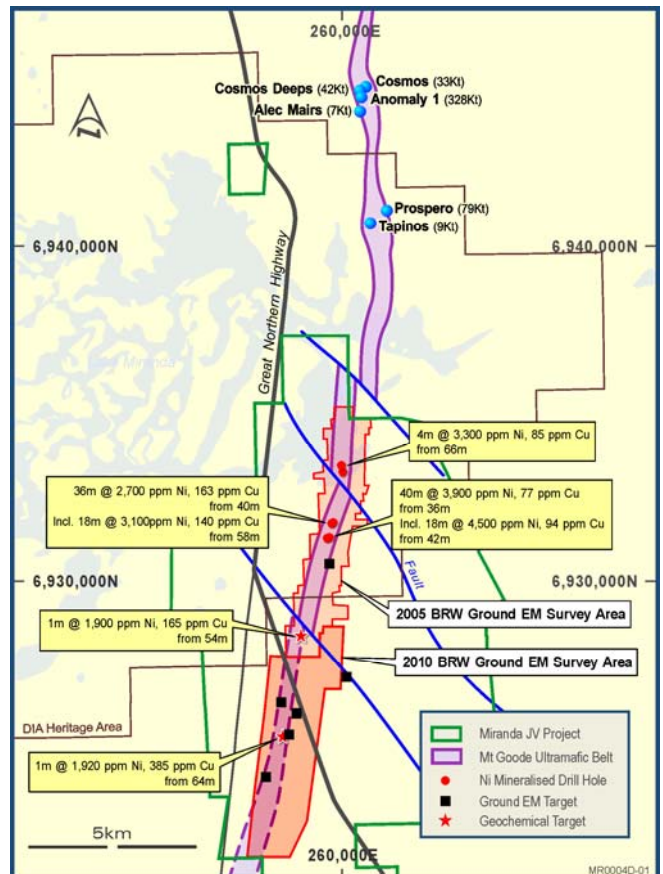 260,000E
Cosmos Deeps (42Kt)
Cosmos (33Kt)
Anomaly 1 (328Kt)
Alec Mairs (7Kt)
Prospero (79Kt)
Tapinos (9Kt)
6,940,000N
6,940,000N
Great Northern Highway
Miranda
4m @ 3,300 ppm Ni, 85 ppm Cu
from 66m
36m @ 2,700 ppm Ni, 163 ppm Cu
from 40m
Incl. 18m @ 3,100ppm Ni, 140 ppm Cu
from 58m
40m @ 3,900 ppm Ni, 77 ppm Cu
from 36m
Incl. 18m @ 4,500 ppm Ni, 94 ppm Cu
from 42m
Fault
6,930,000N
6,930,000N
2005 BRW Ground EM Survey Area
1m @ 1,900 ppm Ni, 165 ppm Cu
from 54m
2010 BRW Ground EM Survey Area
DIA Heritage Area
1m @ 1,920 ppm Ni, 385 ppm Cu
from 64m
Miranda JV Project
Mt Goode Ultramafic Belt
Ni Mineralised Drill Hole
Ground EM Target
Geochemical Target
5km
260,000E
MR0004D-01